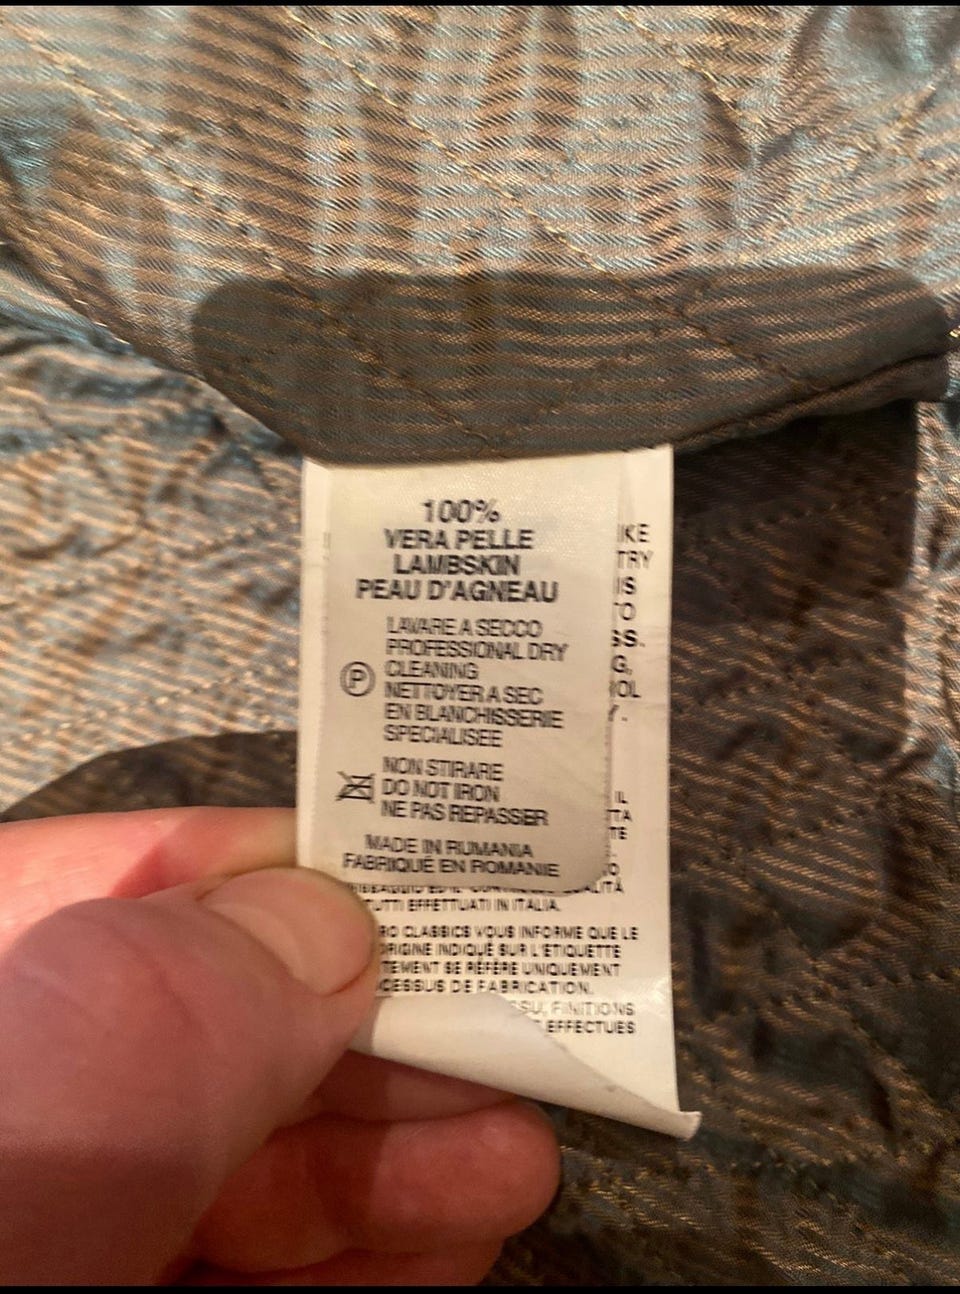 100%
VERA PELLE
LAMBSKIN
PEAU D'AGNEAU
LAVARE A SECCO
PROFESSIONAL DRY
CLEANING
NETTOYER A SEC
EN BLANCHISSERIE
SPECIALISEE
P
NON STIRARE
DO NOT IRON
NE PAS REPASSER
MADE IN RUMANIA
FABRIQUÉ EN ROMANIE
TUTTI EFFETTUATI IN ITALIA.
CLASSICS VOUS INFORME QUE LE
INDIQUÉ SUR L'ETIQUETTE
SE RÉFÈRE UNIQUEMENT
DE FABRICATION.
FINITIONS
EFFECTUÉS
IL